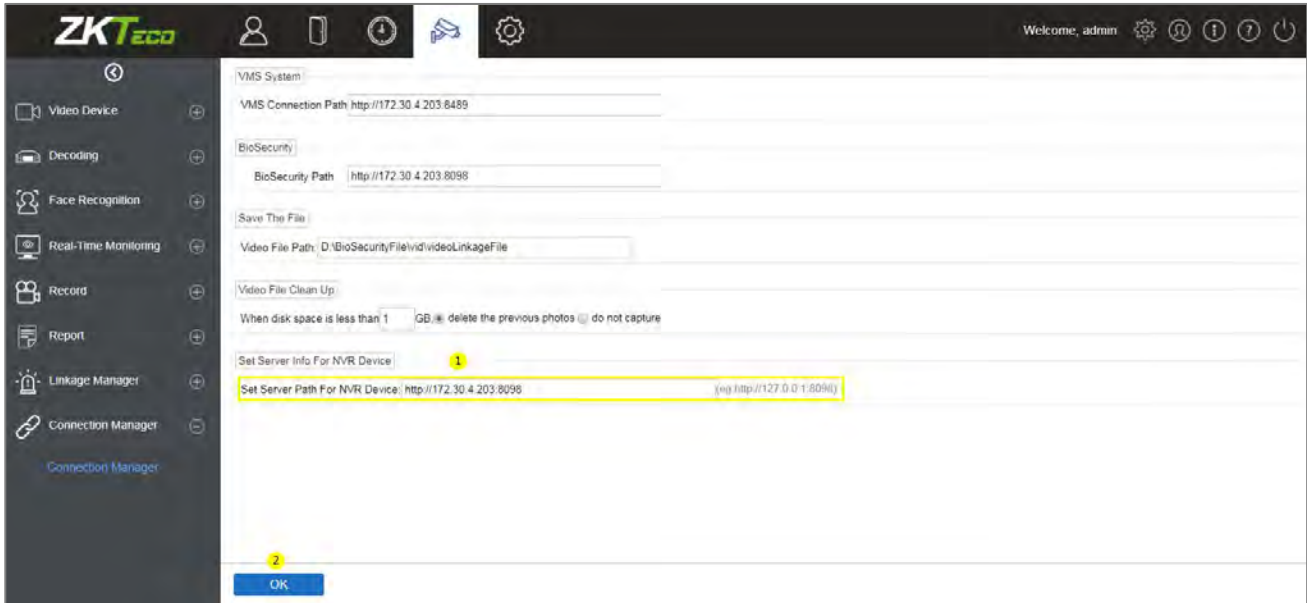 ZKTeco
Welcome, admin
Video Device
Decoding
Face Recognition
Real-Time Monitoring
Record
Report
Linkage Manager
Connection Manager
Connection Manager
VMS System
VMS Connection Path http://172.30.4.203:8489
BioSecurity
BioSecurity Path http://172.30.4.203:8098
Save The File
Video File Path: D:\BioSecurityFile\vid\videoLinkageFile
Video File Clean Up
When disk space is less than 1 GB, delete the previous photos do not capture
Set Server Info For NVR Device
1
Set Server Path For NVR Device: http://172.30.4.203:8098 (eg:http://127.0.0.1:8098)
2
OK